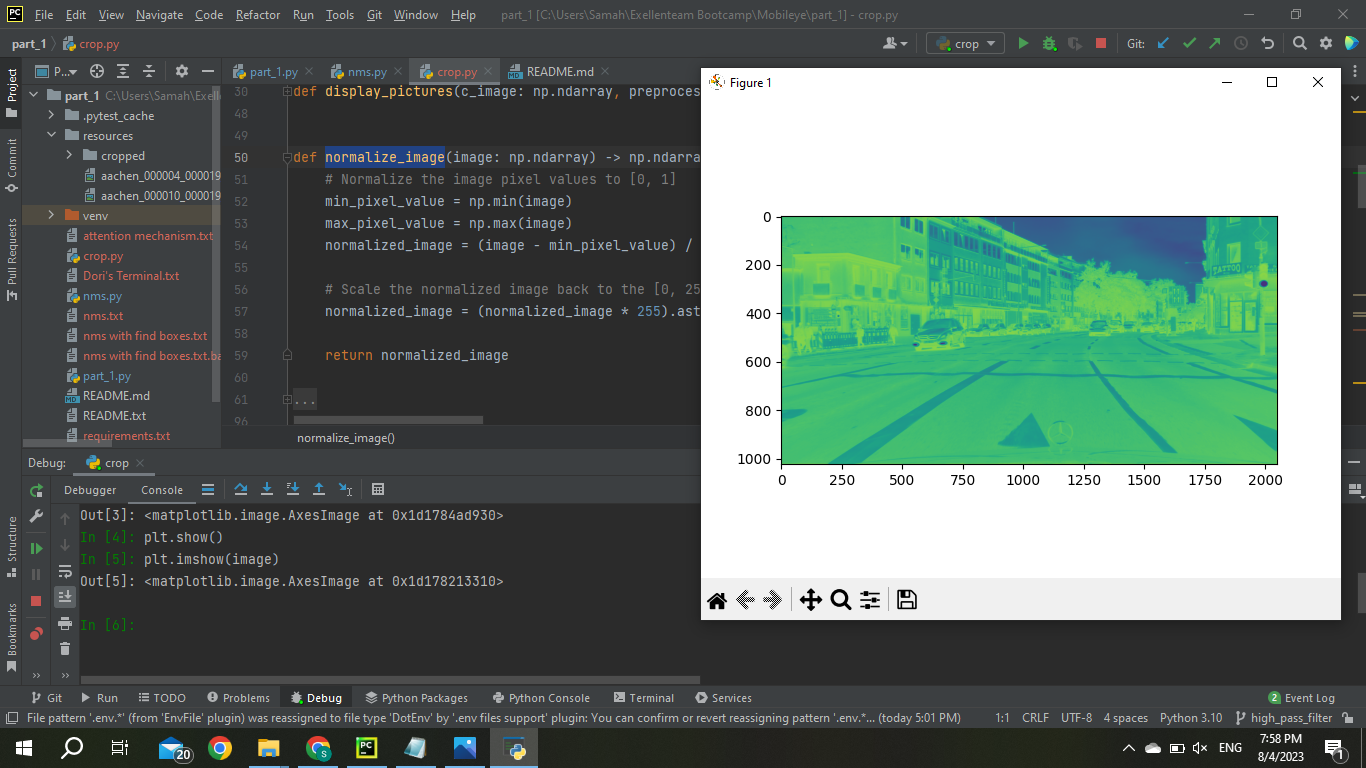 File Edit View Navigate Code Refactor Run Tools Git Window Help part_1 [C:\Users\Samah\Exellenteam Bootcamp\Mobileye\part_1] - crop.py
part_1 crop.py
crop
Git:
Project
P...
part_1.py
nms.py
crop.py
README.md
part_1 C:\Users\Samah\Exelle
.pytest_cache
resources
cropped
aachen_000004_000019
aachen_000010_000019
venv
attention mechanism.txt
crop.py
Dori's Terminal.txt
nms.py
nms.txt
nms with find boxes.txt
nms with find boxes.txt.ba
part_1.py
README.md
README.txt
requirements.txt
Commit
Pull Requests
30 def display_pictures(c_image: np.ndarray, preproces
48
49
50 def normalize_image(image: np.ndarray) -> np.ndarra
51 # Normalize the image pixel values to [0, 1]
52 min_pixel_value = np.min(image)
53 max_pixel_value = np.max(image)
54 normalized_image = (image - min_pixel_value) /
55
56 # Scale the normalized image back to the [0, 25
57 normalized_image = (normalized_image * 255).ast
58
59 return normalized_image
60
61 ...
96
normalize_image()
Figure 1
TATTOO
0
200
400
600
800
1000
0 250 500 750 1000 1250 1500 1750 2000
Debug: crop
Debugger Console
Out[3]: <matplotlib.image.AxesImage at 0x1d1784ad930>
In [4]: plt.show()
In [5]: plt.imshow(image)
Out[5]: <matplotlib.image.AxesImage at 0x1d178213310>
In [6]:
Structure
Bookmarks
Git Run TODO Problems Debug Python Packages Python Console Terminal Services 2 Event Log
File pattern '.env.*' (from 'EnvFile' plugin) was reassigned to file type 'DotEnv' by '.env files support' plugin: You can confirm or revert reassigning pattern '.env.*... (today 5:01 PM) 1:1 CRLF UTF-8 4 spaces Python 3.10 high_pass_filter
20
S
PC
ENG
7:58 PM
8/4/2023
1